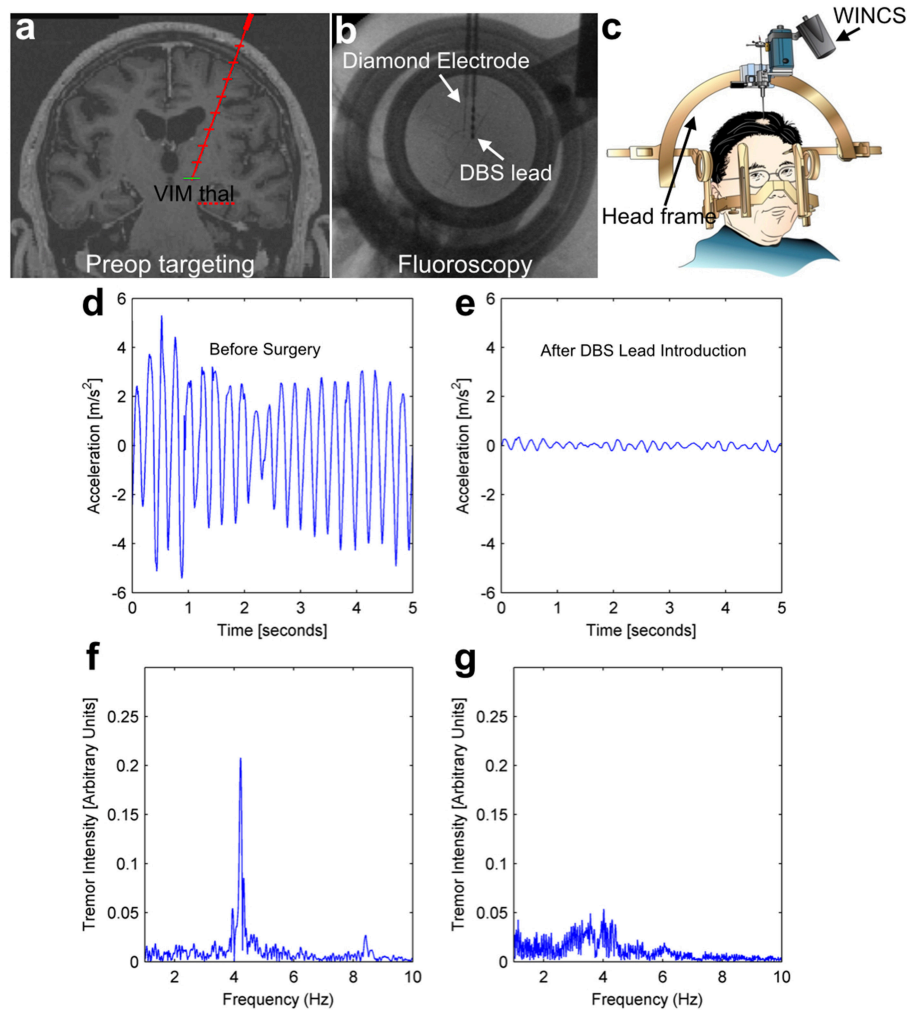 a
VIM thal
Preop targeting
b
Diamond Electrode
DBS lead
Fluoroscopy
c
WINCS
Head frame
d
Before Surgery
Acceleration [m/s²]
6
4
2
0
-2
-4
-6
0 1 2 3 4 5
Time [seconds]
e
After DBS Lead Introduction
Acceleration [m/s²]
6
4
2
0
-2
-4
-6
0 1 2 3 4 5
Time [seconds]
f
Tremor Intensity [Arbitrary Units]
0.25
0.2
0.15
0.1
0.05
0
2 4 6 8 10
Frequency (Hz)
g
Tremor Intensity [Arbitrary Units]
0.25
0.2
0.15
0.1
0.05
0
2 4 6 8 10
Frequency (Hz)